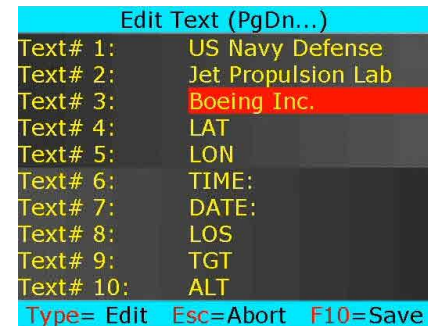 Edit Text (PgDn...)
Text# 1: US Navy Defense
Text# 2: Jet Propulsion Lab
Text# 3: Boeing Inc.
Text# 4: LAT
Text# 5: LON
Text# 6: TIME:
Text# 7: DATE:
Text# 8: LOS
Text# 9: TGT
Text# 10: ALT
Type= Edit Esc=Abort F10=Save